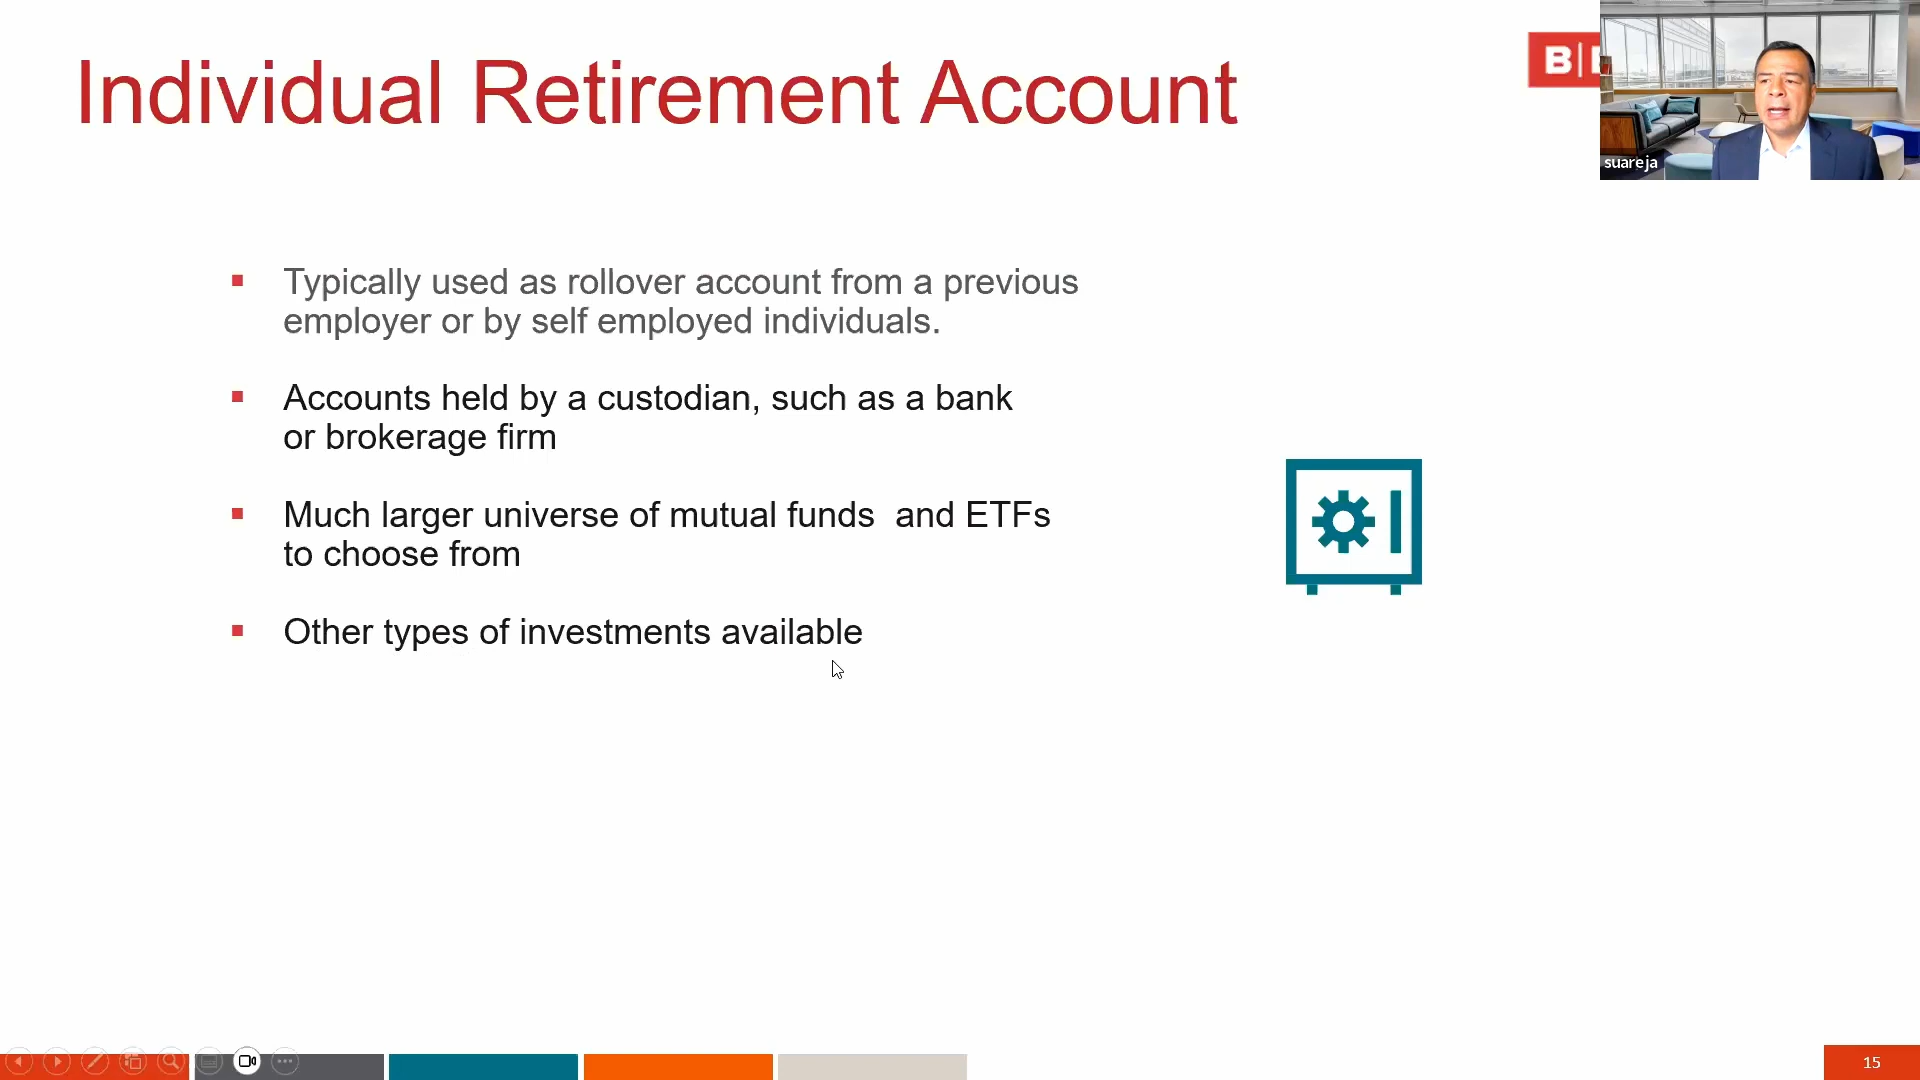 Individual Retirement Account
B|
suareja
Typically used as rollover account from a previous
employer or by self employed individuals.
Accounts held by a custodian, such as a bank
or brokerage firm
Much larger universe of mutual funds  and ETFs
to choose from
Other types of investments available
15